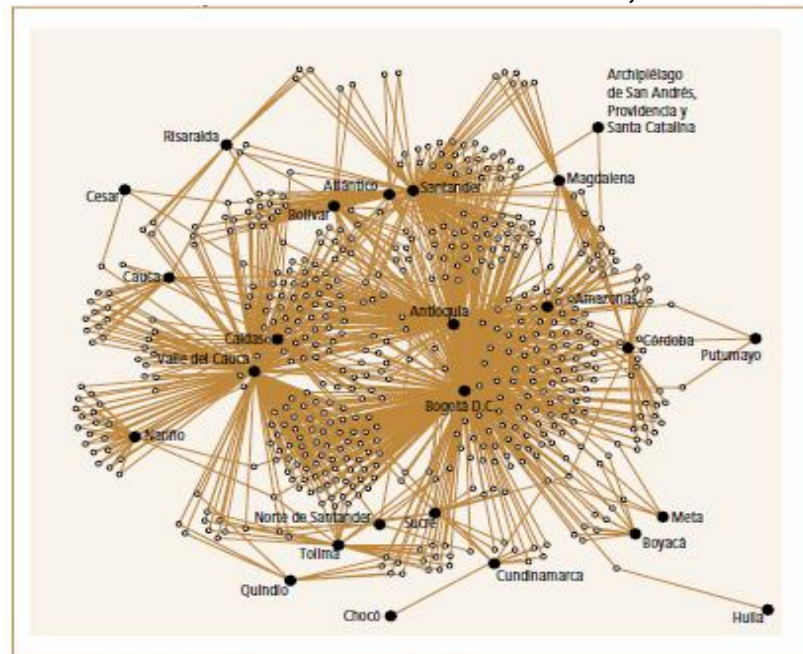 Archipiélago
de San Andrés,
Providencia y
Santa Catalina
Risaralda
Magdalena
Atlántico
Santander
Cesar
Bolívar
Cauca
Amazonas
Antioquia
Caldas
Córdoba
Valle del Cauca
Putumayo
Bogotá D.C.
Nariño
Norte de Santander
Sucre
Meta
Boyacá
Tolima
Cundinamarca
Quindío
Chocó
Huila